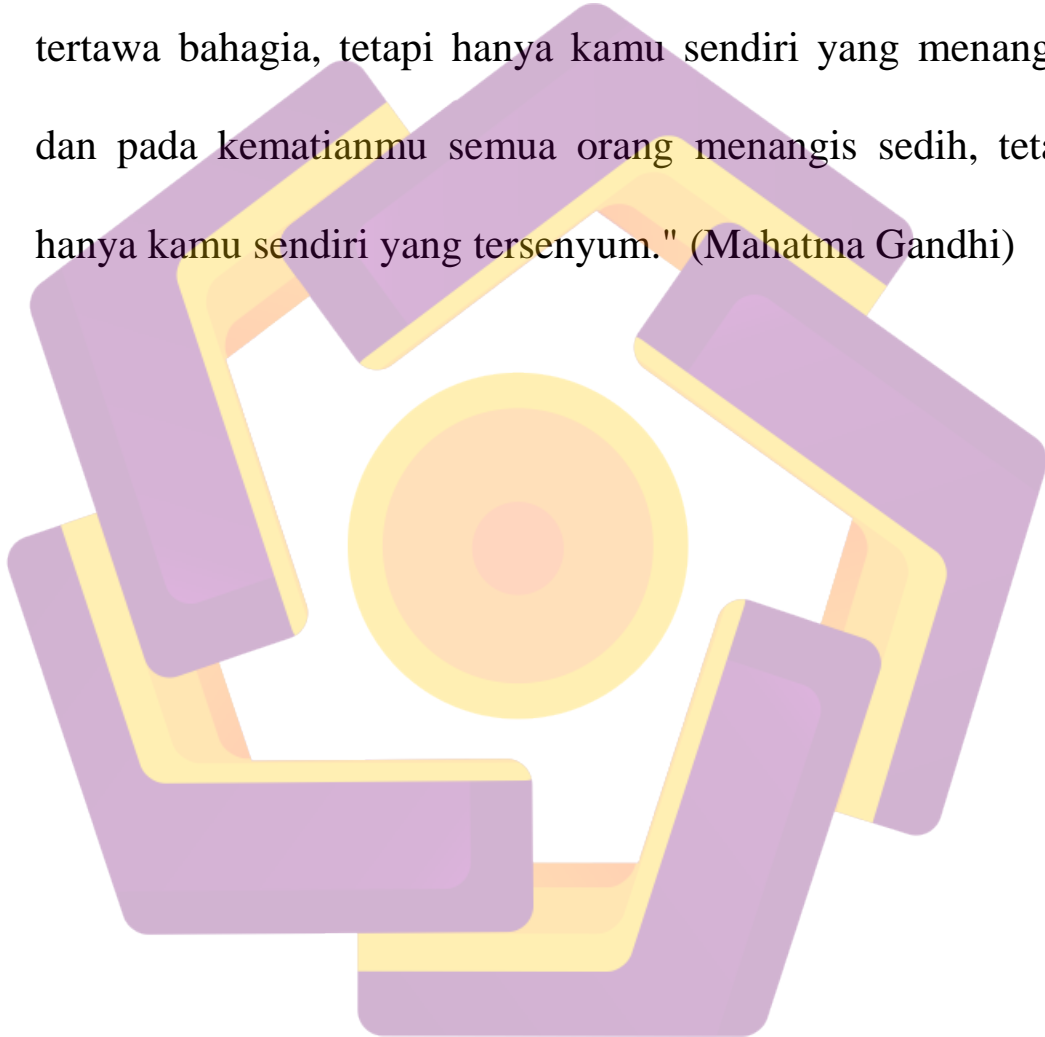 tertawa bahagia, tetapi hanya kamu sendiri yang menang
dan pada kematianmu semua orang menangis sedih, teta
hanya kamu sendiri yang tersenyum." (Mahatma Gandhi)